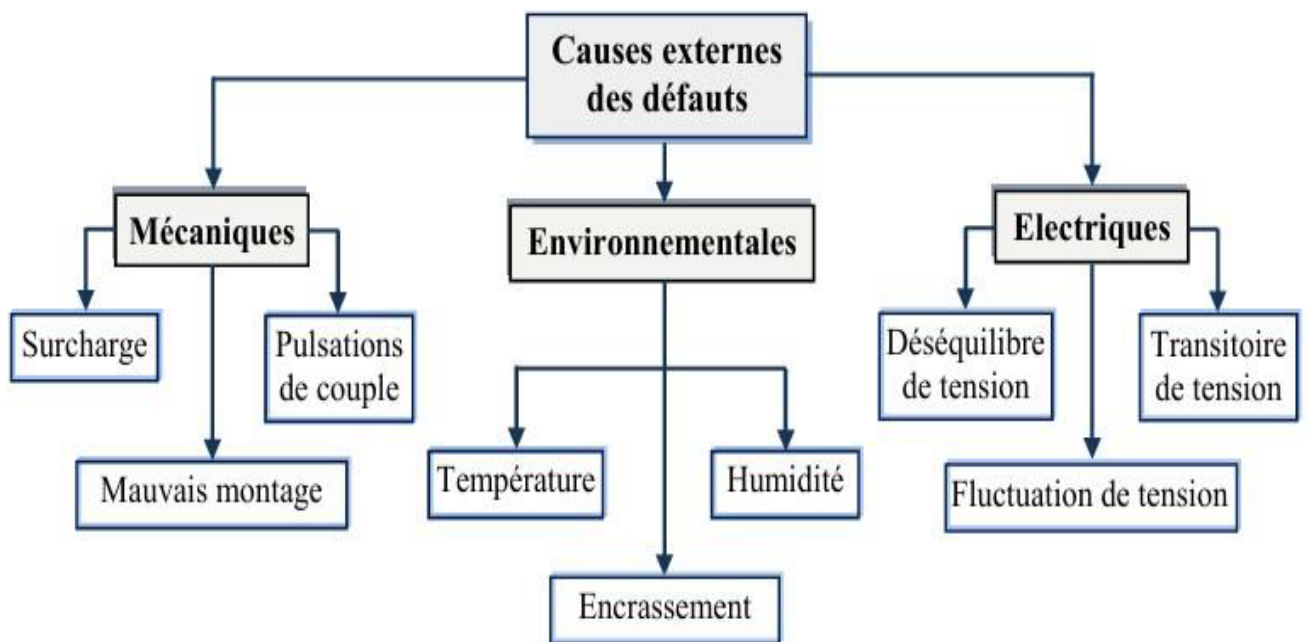 Causes externes
des défauts
Mécaniques
Environnementales
Electriques
Surcharge
Pulsations
de couple
Mauvais montage
Température
Humidité
Encrassement
Déséquilibre
de tension
Transitoire
de tension
Fluctuation de tension